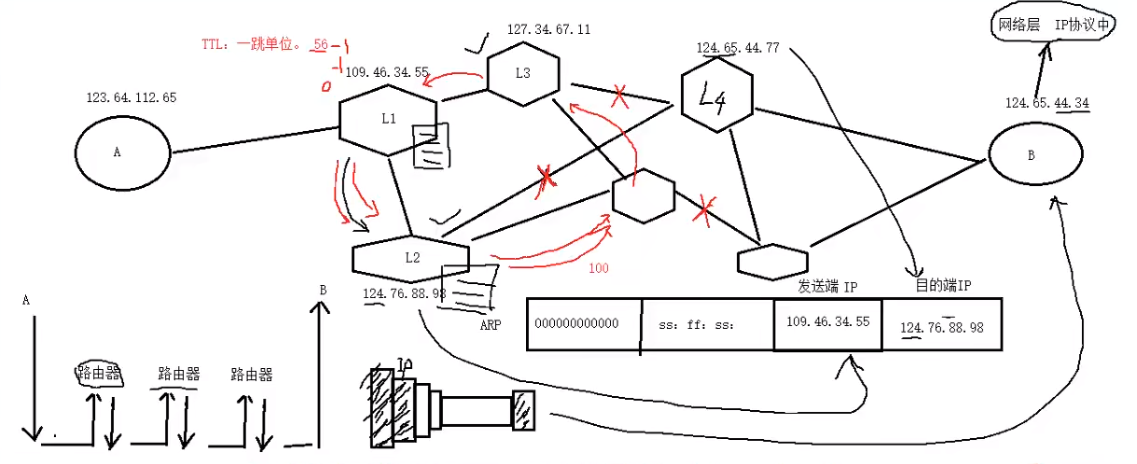 127.34.67.11
网络层 IP协议中
TTL: 一跳单位。 56 -1
-1
0
109.46.34.55
L3
124.65.44.77
L4
123.64.112.65
124.65.44.34
A
L1
B
L2
100
124.76.88.98
发送端 IP
目的端IP
ARP
000000000000
ss: ff: ss:
109.46.34.55
124.76.88.98
A
B
路由器
路由器
路由器
IP